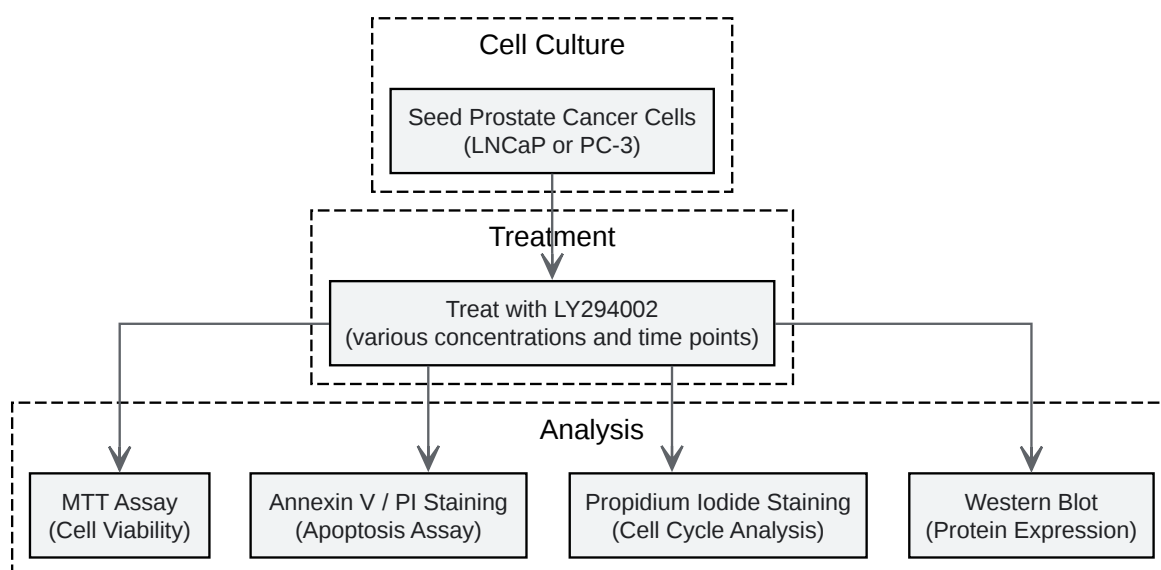 Cell Culture
Seed Prostate Cancer Cells
(LNCaP or PC-3)
Treatment
Treat with LY294002
(various concentrations and time points)
Analysis
MTT Assay
(Cell Viability)
Annexin V / PI Staining
(Apoptosis Assay)
Propidium Iodide Staining
(Cell Cycle Analysis)
Western Blot
(Protein Expression)